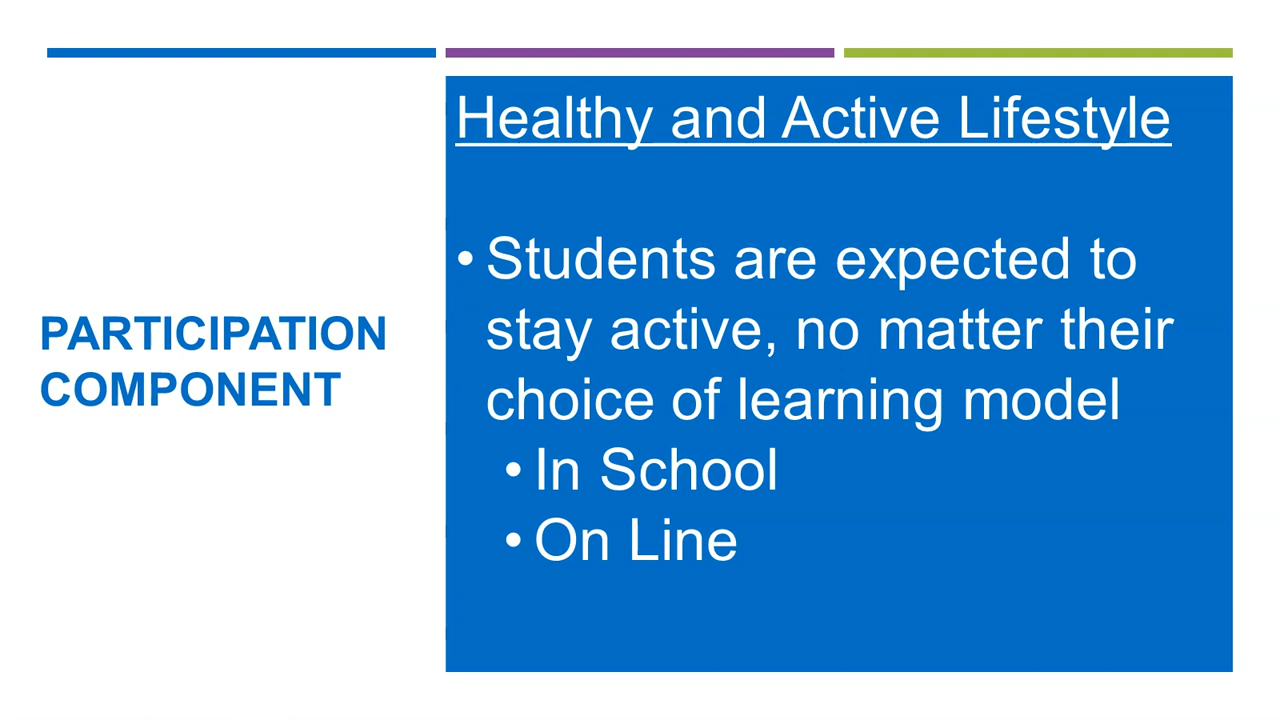 PARTICIPATION
COMPONENT
Healthy and Active Lifestyle
• Students are expected to
stay active, no matter their
choice of learning model
• In School
• On Line